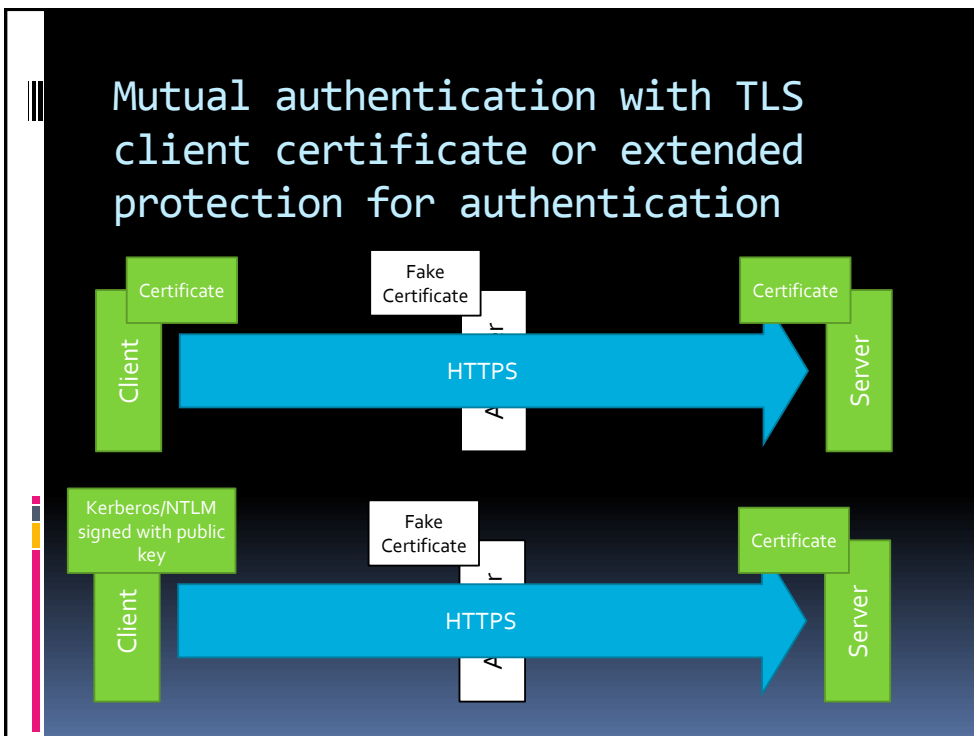 Mutual authentication with TLS
client certificate or extended
protection for authentication
Certificate
Fake
Certificate
Certificate
Client
HTTPS
Server
Kerberos/NTLM
signed with public
key
Fake
Certificate
Certificate
Client
HTTPS
Server